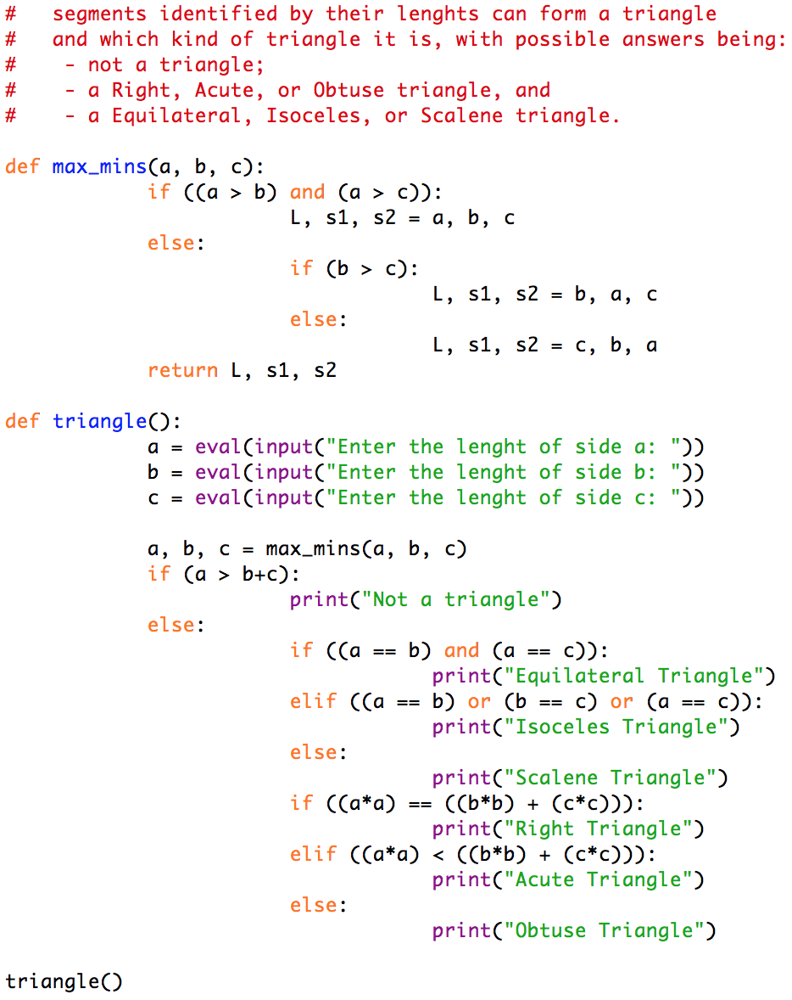 #   segments identified by their lenghts can form a triangle
#   and which kind of triangle it is, with possible answers being:
#    - not a triangle;
#    - a Right, Acute, or Obtuse triangle, and
#    - a Equilateral, Isoceles, or Scalene triangle.

def max_mins(a, b, c):
            if ((a > b) and (a > c)):
                        L, s1, s2 = a, b, c
            else:
                        if (b > c):
                                    L, s1, s2 = b, a, c
                        else:
                                    L, s1, s2 = c, b, a
            return L, s1, s2

def triangle():
            a = eval(input("Enter the lenght of side a: "))
            b = eval(input("Enter the lenght of side b: "))
            c = eval(input("Enter the lenght of side c: "))

            a, b, c = max_mins(a, b, c)
            if (a > b+c):
                        print("Not a triangle")
            else:
                        if ((a == b) and (a == c)):
                                    print("Equilateral Triangle")
                        elif ((a == b) or (b == c) or (a == c)):
                                    print("Isoceles Triangle")
                        else:
                                    print("Scalene Triangle")
                        if ((a*a) == ((b*b) + (c*c))):
                                    print("Right Triangle")
                        elif ((a*a) < ((b*b) + (c*c))):
                                    print("Acute Triangle")
                        else:
                                    print("Obtuse Triangle")

triangle()